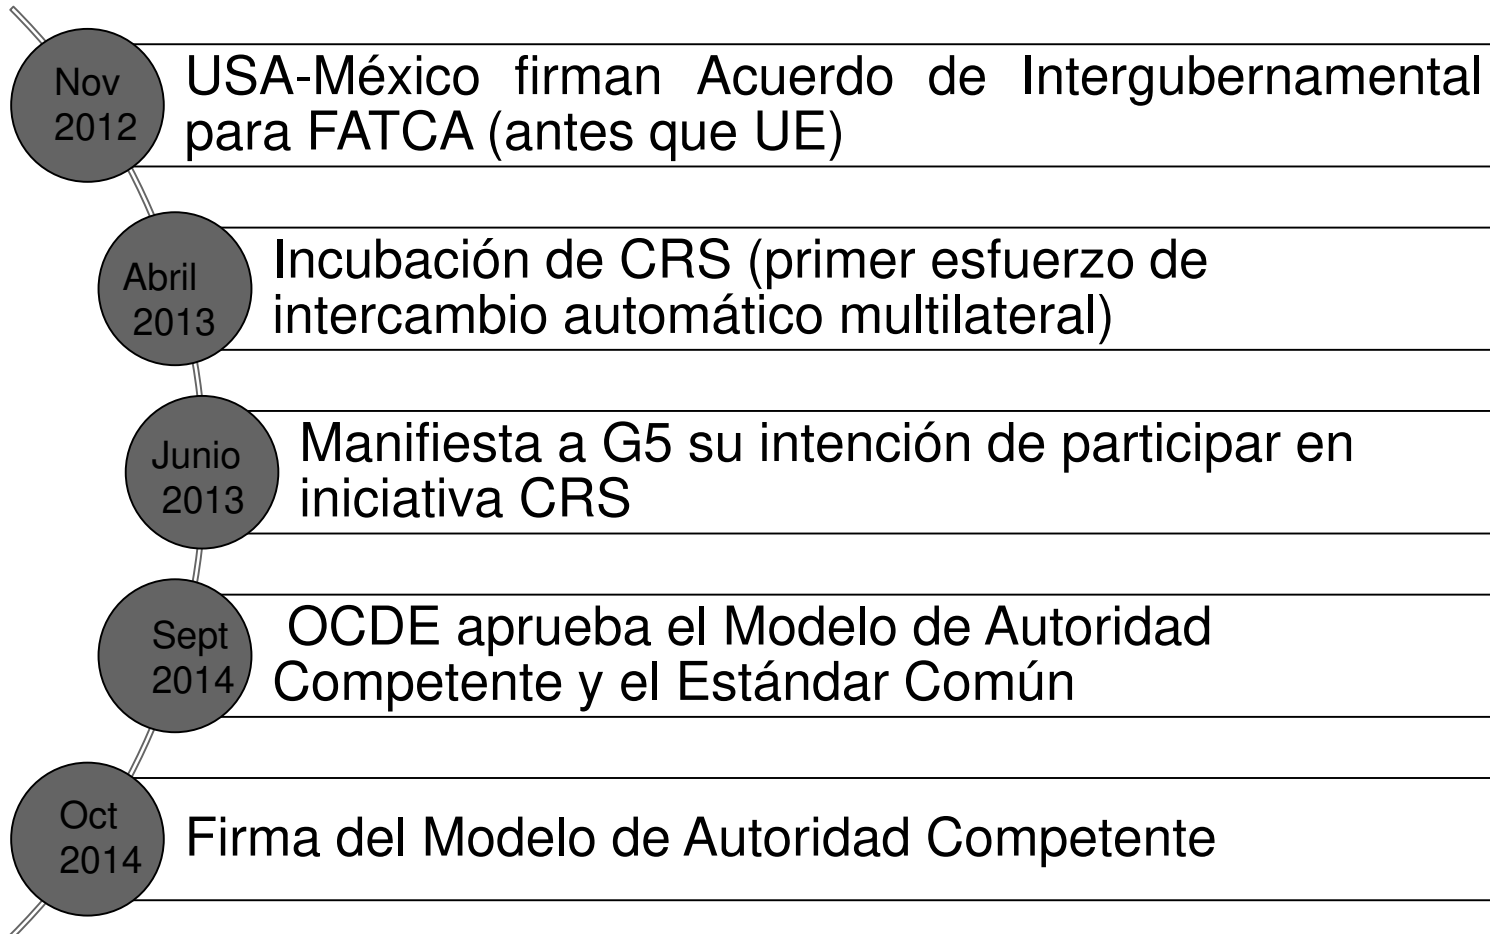 Nov
2012
USA-México firman Acuerdo de Intergubernamental
para FATCA (antes que UE)
Abril
2013
Incubación de CRS (primer esfuerzo de
intercambio automático multilateral)
Junio
2013
Manifiesta a G5 su intención de participar en
iniciativa CRS
Sept
2014
OCDE aprueba el Modelo de Autoridad
Competente y el Estándar Común
Oct
2014
Firma del Modelo de Autoridad Competente